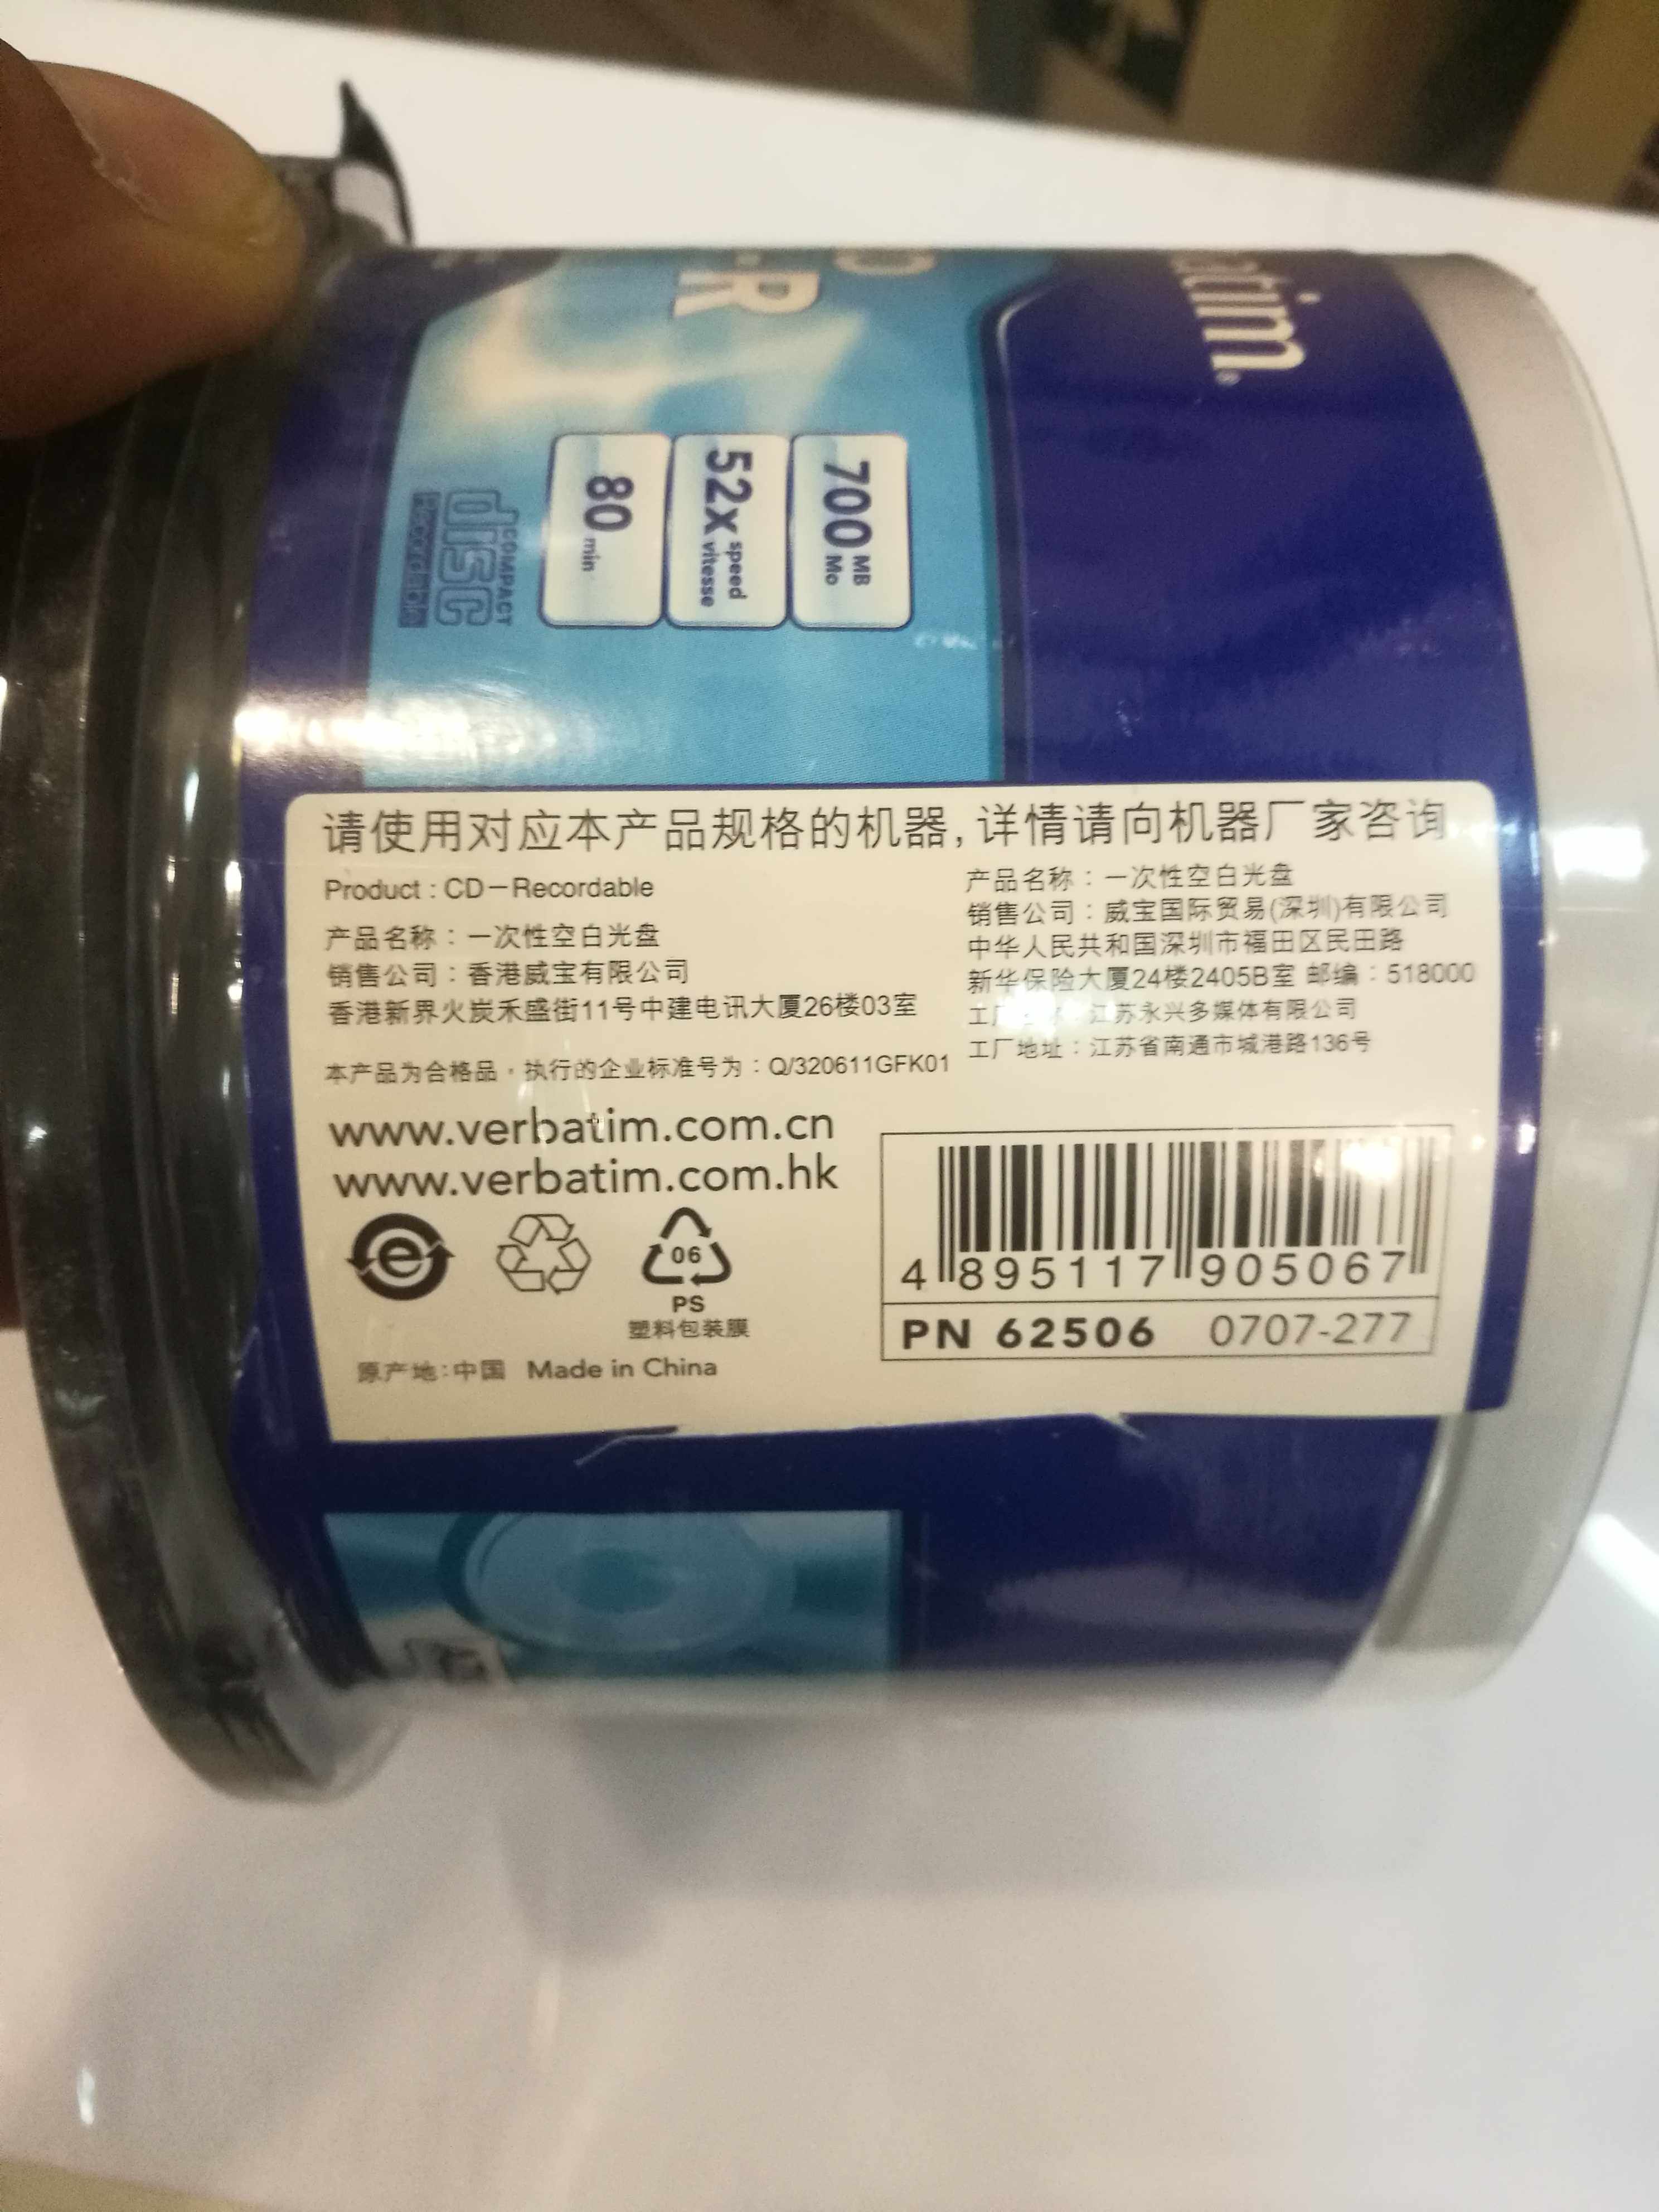 atim®
R
700 MB Mo
52x speed vitesse
80 min
COMPACT
disc
请使用对应本产品规格的机器,详情请向机器厂家咨询
Product : CD-Recordable
产品名称：一次性空白光盘
销售公司：香港威宝有限公司
香港新界火炭禾盛街11号中建电讯大厦26楼03室
本产品为合格品，执行的企业标准号为：Q/320611GFK01
产品名称：一次性空白光盘
销售公司：威宝国际贸易(深圳)有限公司
中华人民共和国深圳市福田区民田路
新华保险大厦24楼2405B室 邮编：518000
工厂 ：江苏永兴多媒体有限公司
工厂地址：江苏省南通市城港路136号
www.verbatim.com.cn
www.verbatim.com.hk
e
06
PS
塑料包装膜
原产地:中国 Made in China
4 895117 905067
PN 62506 0707-277